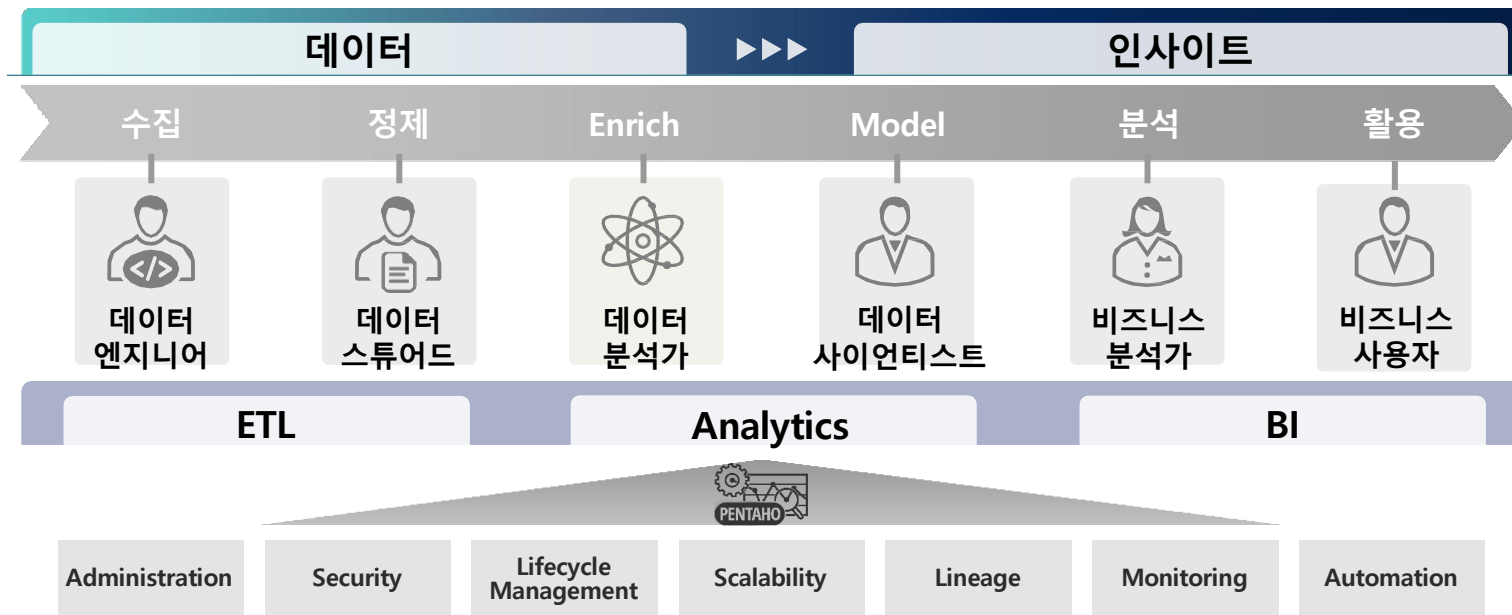 데이터
인사이트
수집
정제
Enrich
Model
분석
활용
</>
데이터
엔지니어
데이터
스튜어드
데이터
분석가
데이터
사이언티스트
비즈니스
분석가
비즈니스
사용자
ETL
Analytics
BI
PENTAHO
Administration
Security
Lifecycle
Management
Scalability
Lineage
Monitoring
Automation